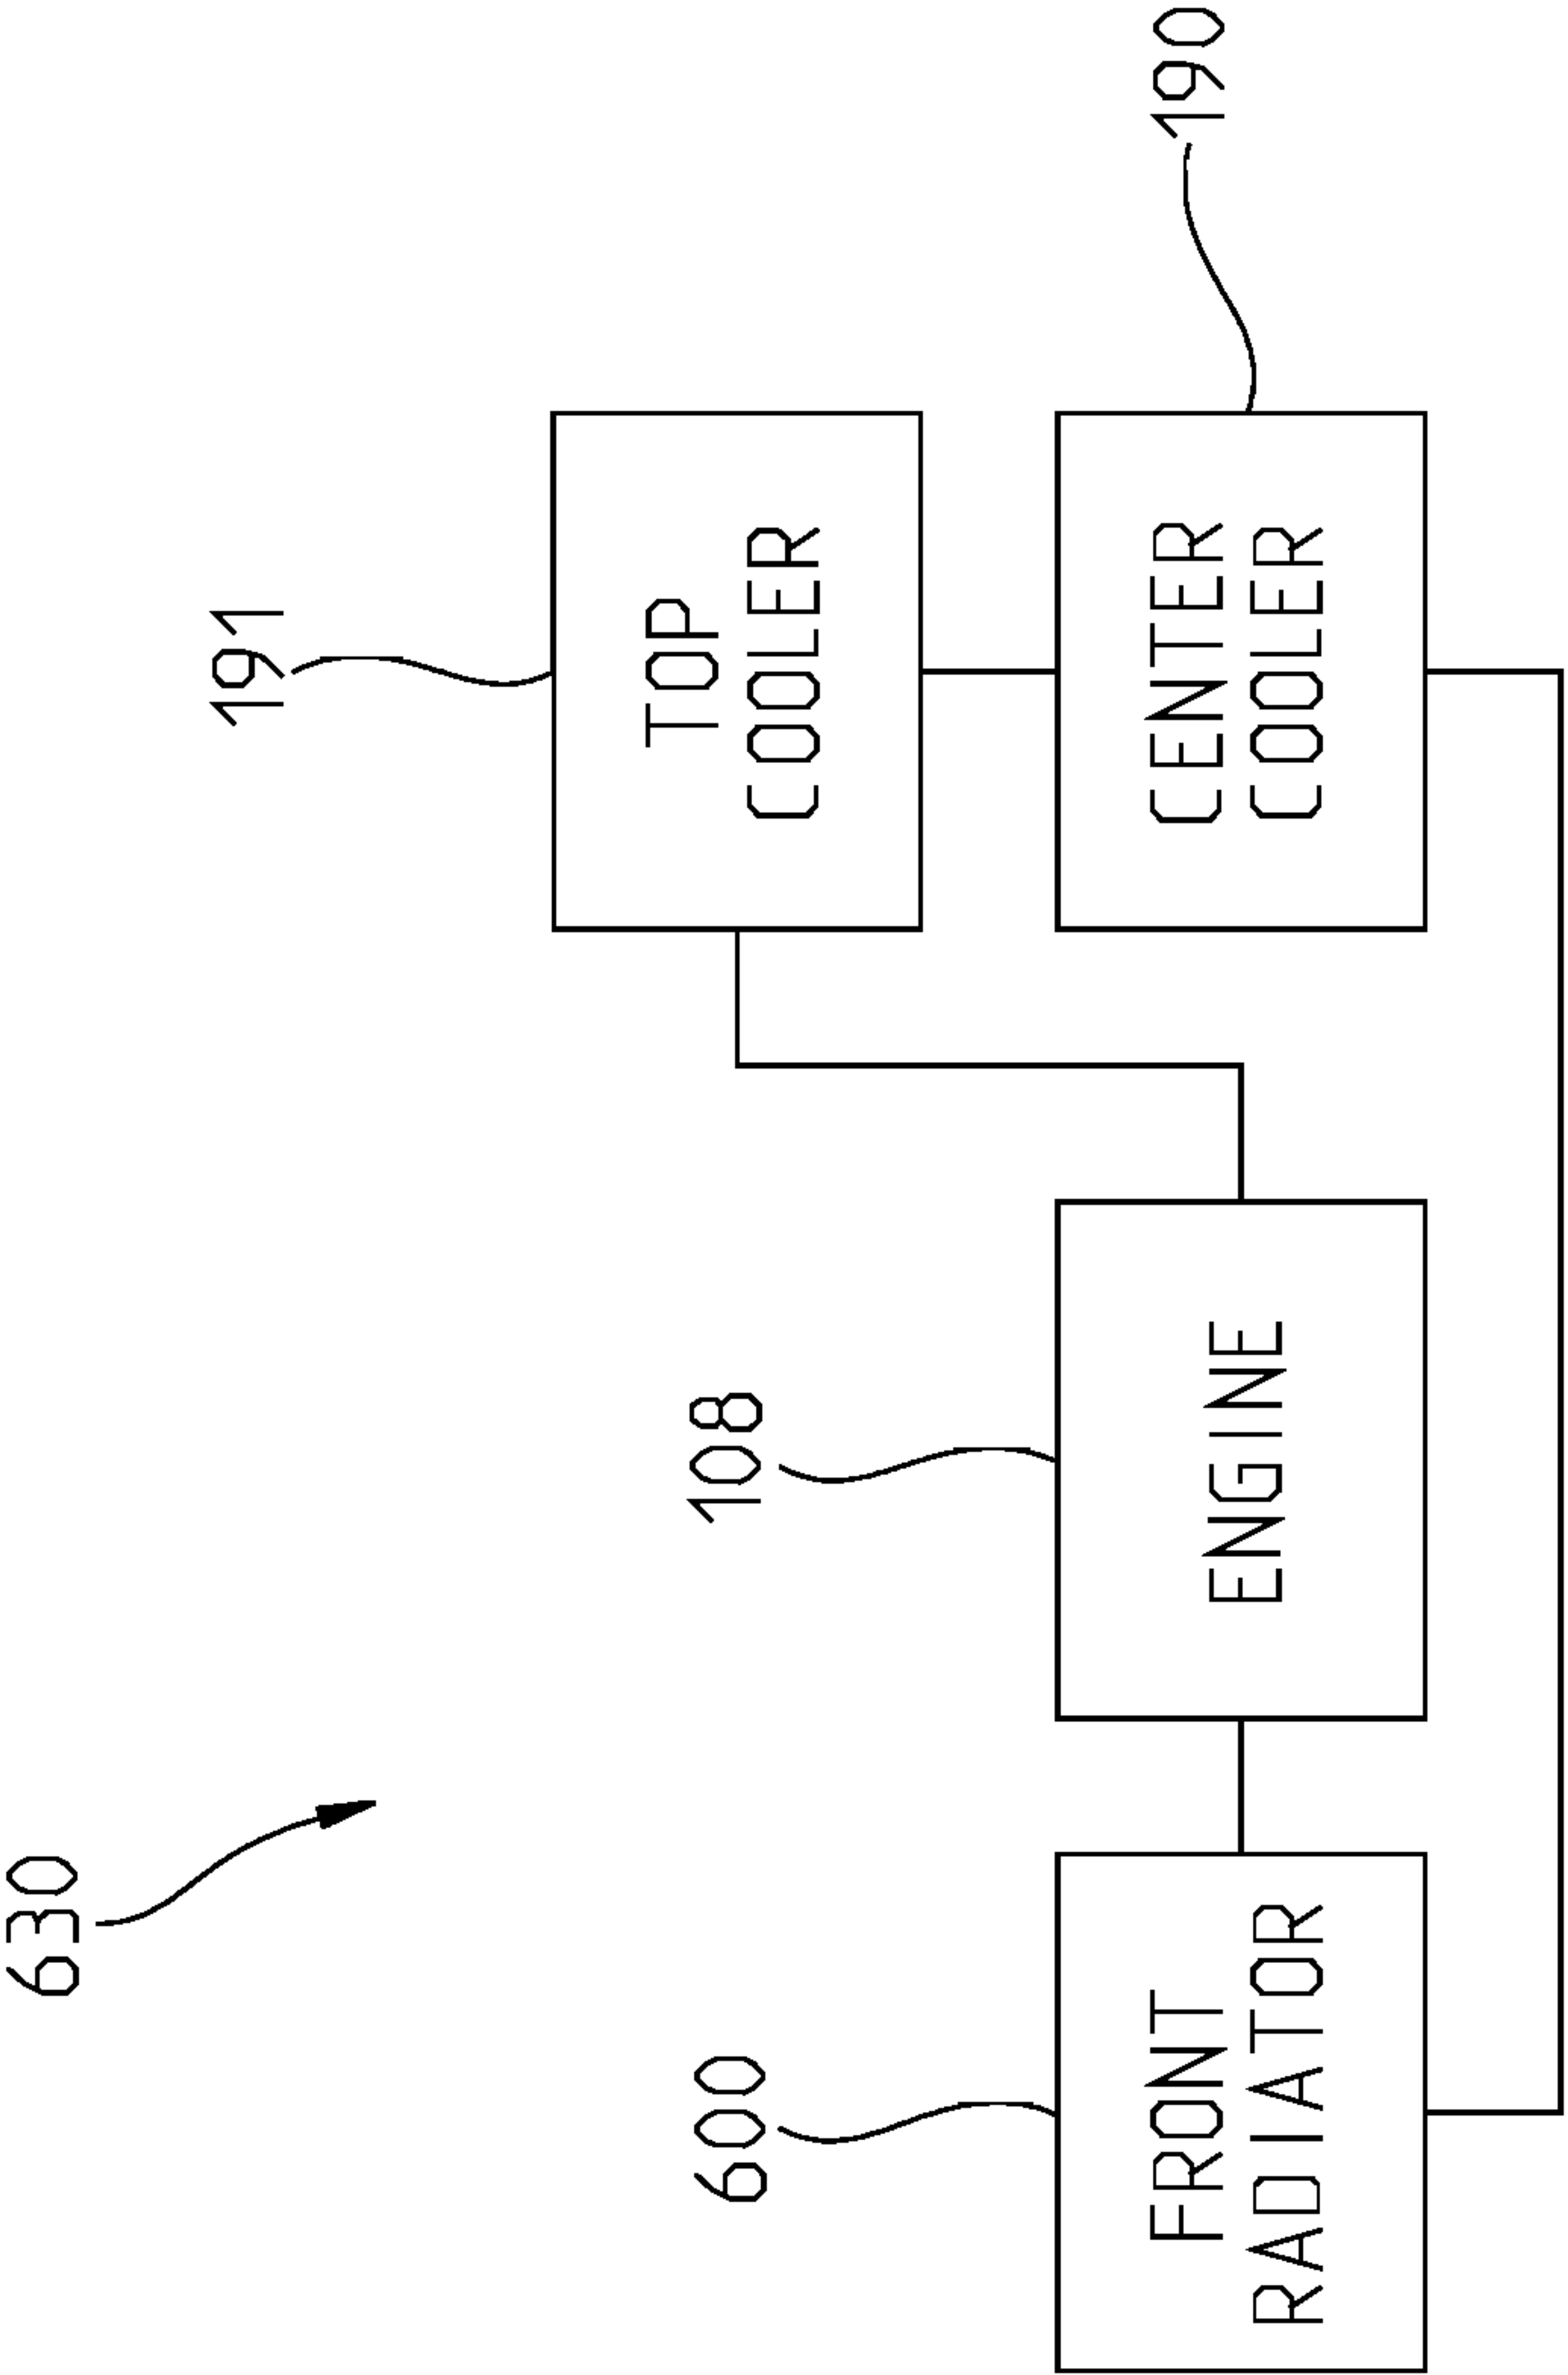 630
191
TOP
COOLER
600
108
FRONT
RADIATOR
ENGINE
CENTER
COOLER
190